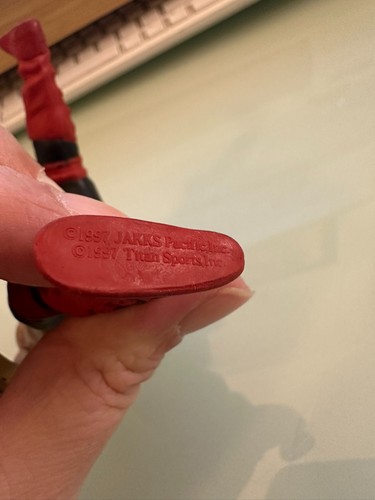 ©1997 JAKKS Pacific, Inc.
©1997 Titan Sports, Inc.